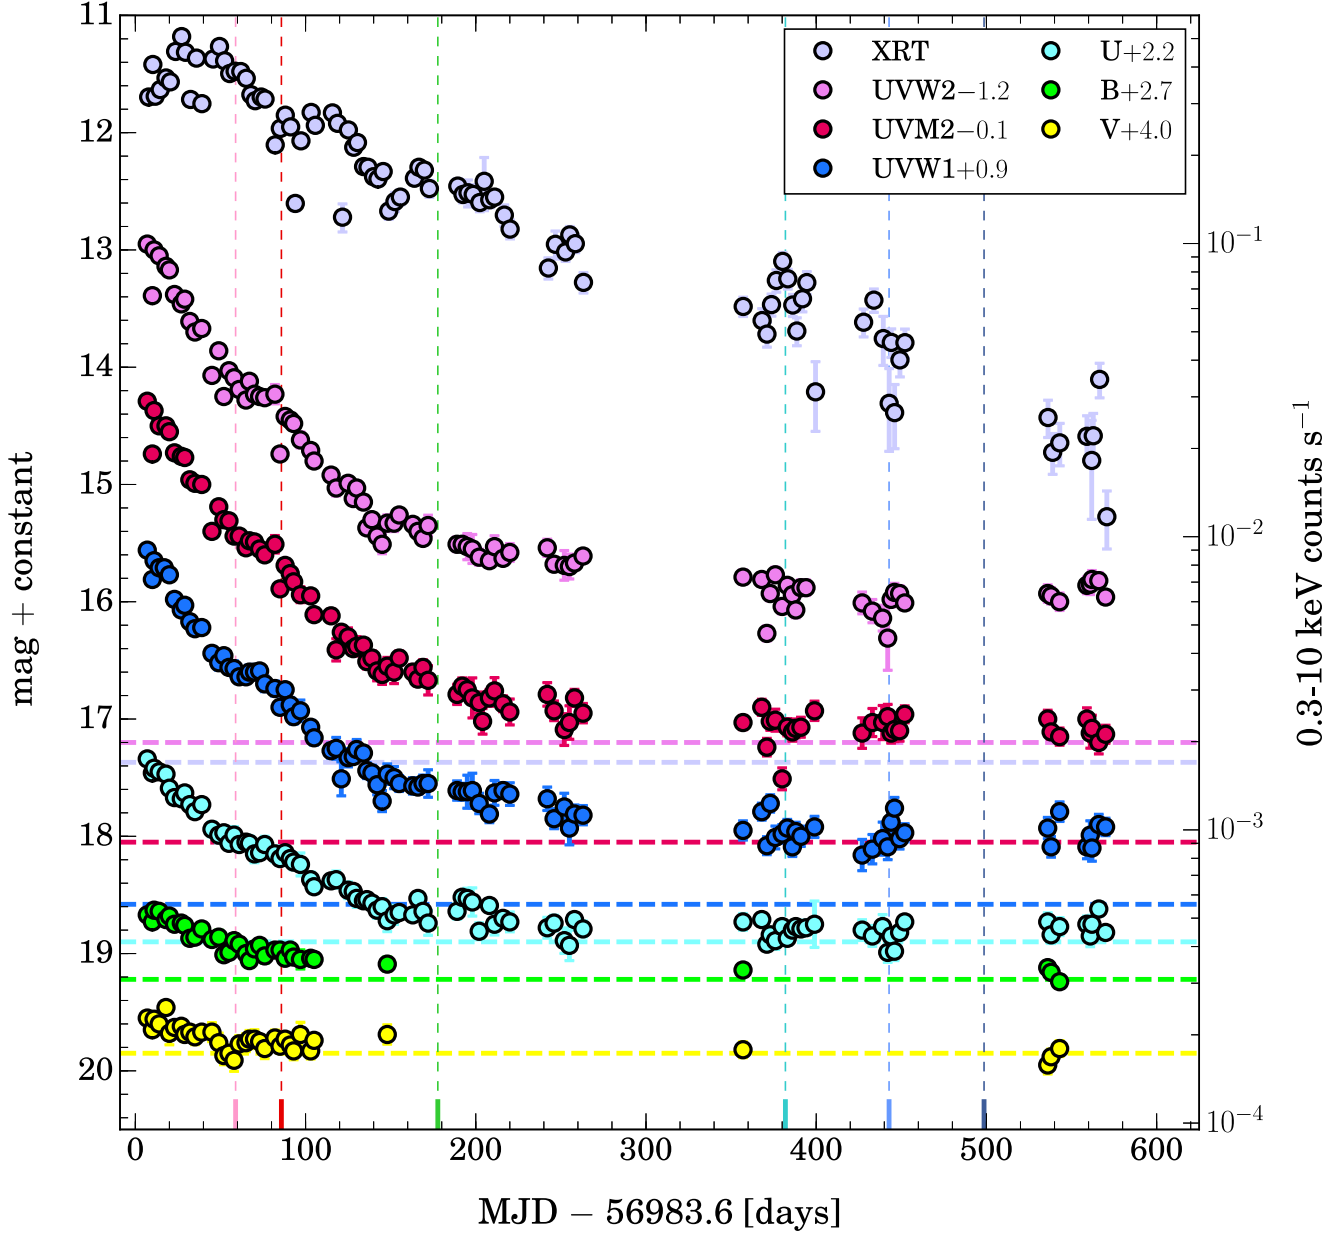 XRT
UVW2−1.2
UVM2−0.1
UVW1+0.9
U+2.2
B+2.7
V+4.0
11
12
13
14
15
16
17
18
19
20
mag + constant
10⁻¹
10⁻²
10⁻³
10⁻⁴
0.3-10 keV counts s⁻¹
0 100 200 300 400 500 600
MJD − 56983.6 [days]